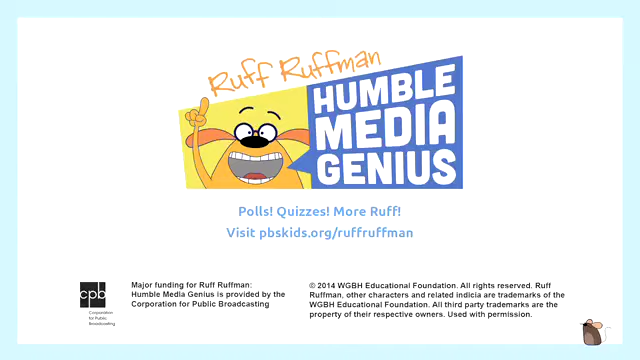 Ruff Ruffman
HUMBLE
MEDIA
GENIUS
Polls! Quizzes! More Ruff!
Visit pbskids.org/ruffruffman
cpb
Corporation
for Public
Broadcasting
Major funding for Ruff Ruffman:
Humble Media Genius is provided by the
Corporation for Public Broadcasting
© 2014 WGBH Educational Foundation. All rights reserved. Ruff
Ruffman, other characters and related indicia are trademarks of the
WGBH Educational Foundation. All third party trademarks are the
property of their respective owners. Used with permission.